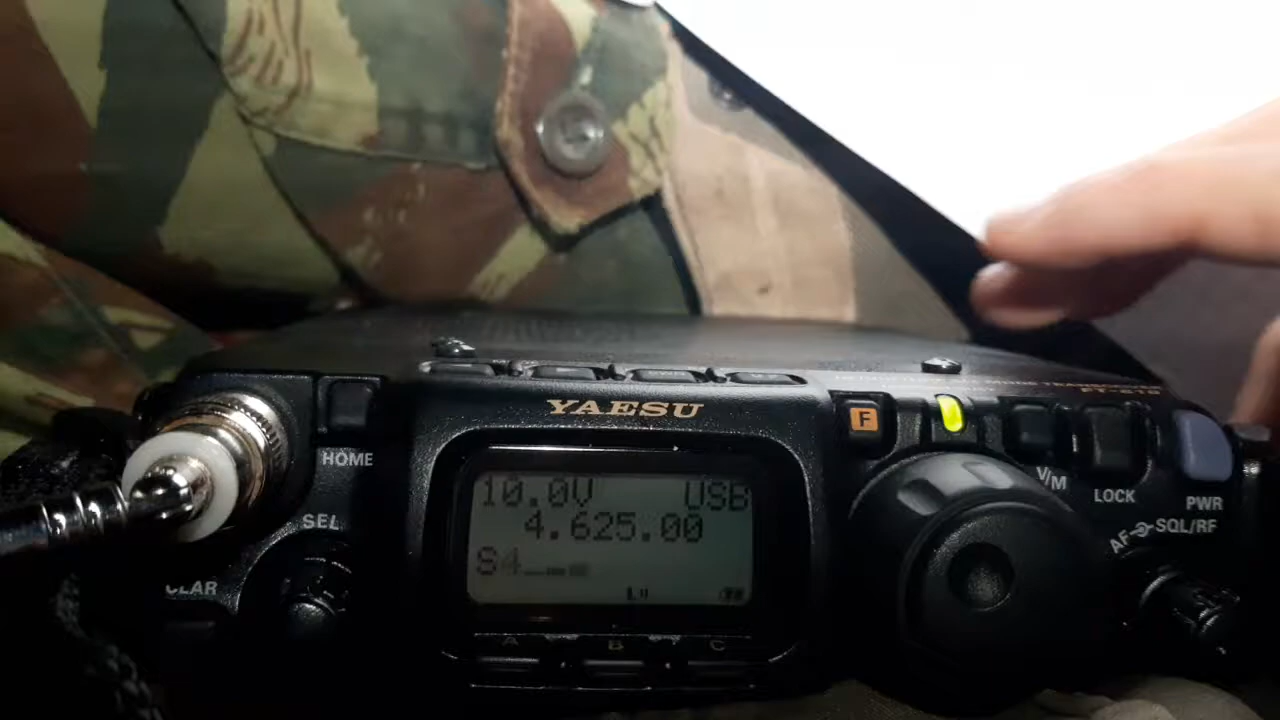 YAESU
F
HOME
V/M
LOCK
PWR
SEL
AF SQL/RF
10.0V USB
4.625.00
S4
CLAR
A B C